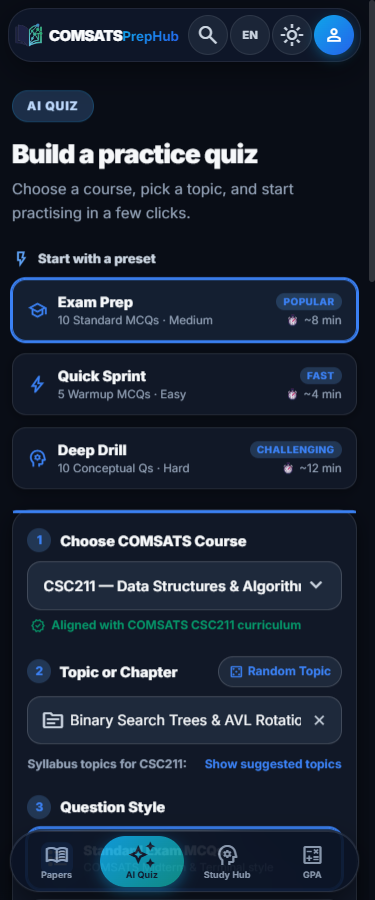 COMSATSPrepHub
EN
AI QUIZ
Build a practice quiz
Choose a course, pick a topic, and start
practising in a few clicks.
Start with a preset
Exam Prep
POPULAR
10 Standard MCQs · Medium
~8 min
Quick Sprint
FAST
5 Warmup MCQs · Easy
~4 min
Deep Drill
CHALLENGING
10 Conceptual Qs · Hard
~12 min
1 Choose COMSATS Course
CSC211 — Data Structures & Algorithr
Aligned with COMSATS CSC211 curriculum
2 Topic or Chapter
Random Topic
Binary Search Trees & AVL Rotatio
Syllabus topics for CSC211:
Show suggested topics
3 Question Style
Papers
AI Quiz
Study Hub
GPA